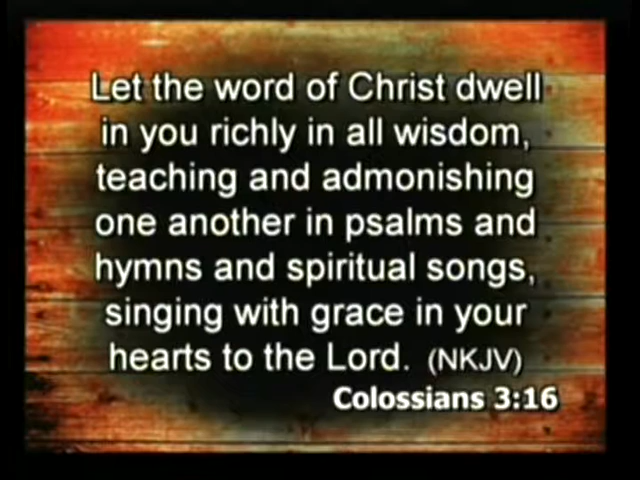 Let the word of Christ dwell
in you richly in all wisdom,
teaching and admonishing
one another in psalms and
hymns and spiritual songs,
singing with grace in your
hearts to the Lord. (NKJV)
Colossians 3:16